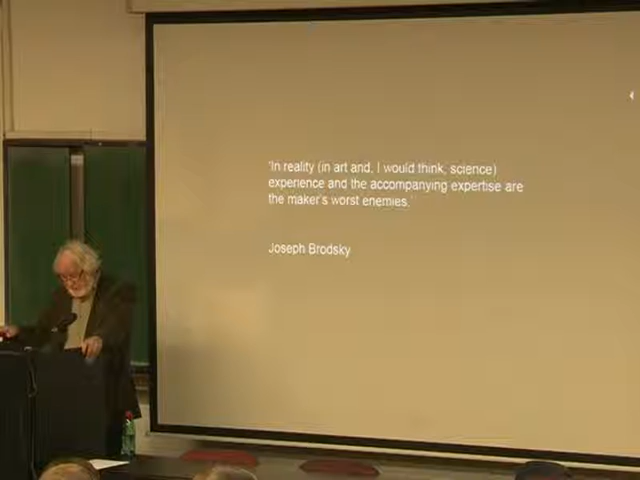 'In reality (in art and, I would think, science)
experience and the accompanying expertise are
the maker's worst enemies.'
Joseph Brodsky